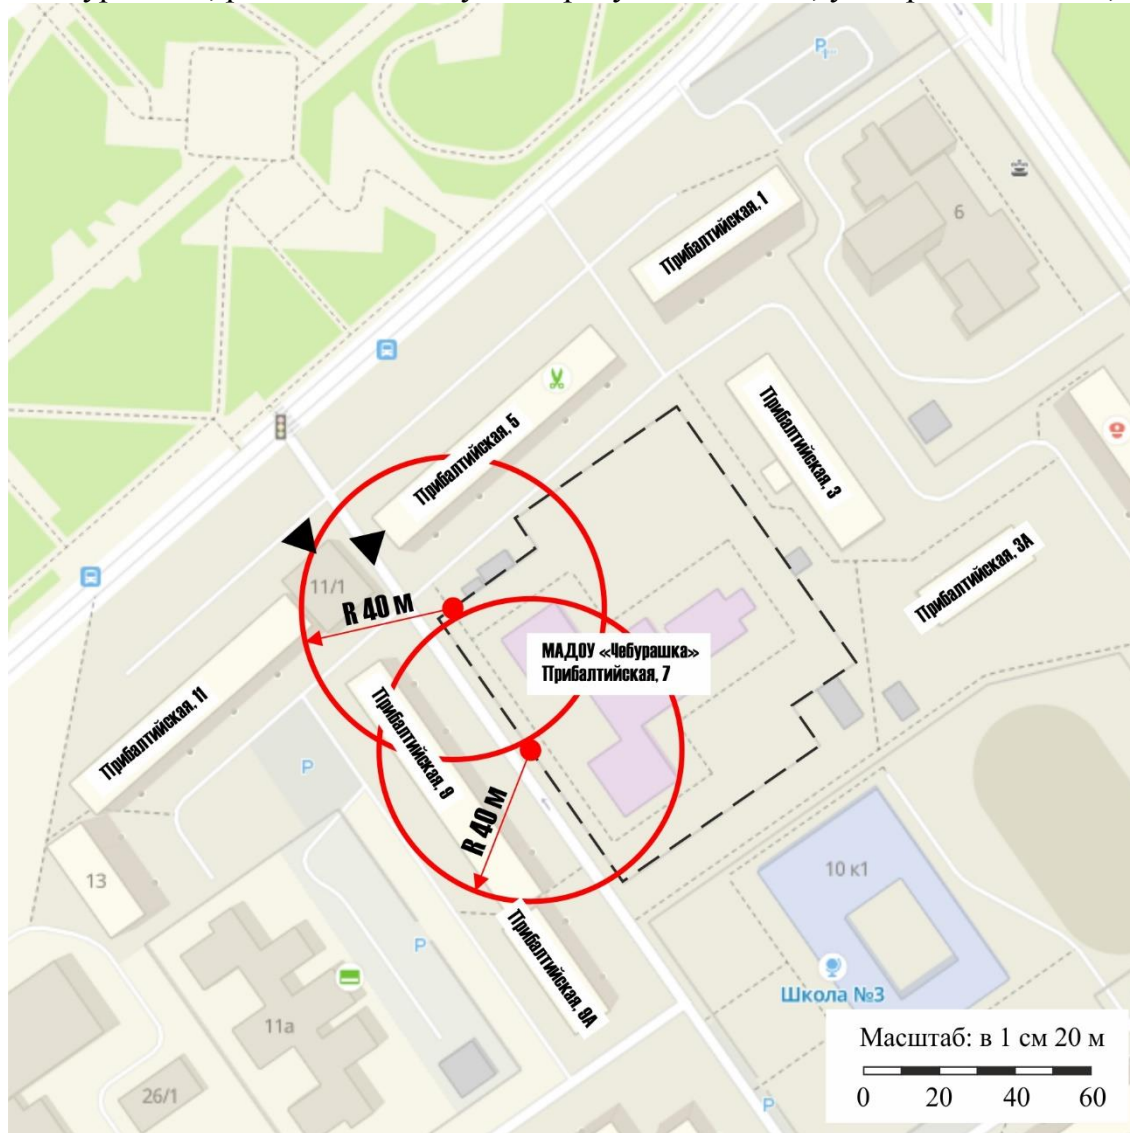 P
Прибалтийская, 1
6
Прибалтийская, 5
Прибалтийская, 3
Прибалтийская, 3А
11/1
R 40 м
МАДОУ «Чебурашка»
Прибалтийская, 7
Прибалтийская, 11
Прибалтийская, 9
P
R 40 м
13
10 к1
P
Прибалтийская, 9А
Школа №3
11а
Масштаб: в 1 см 20 м
0 20 40 60
26/1
P